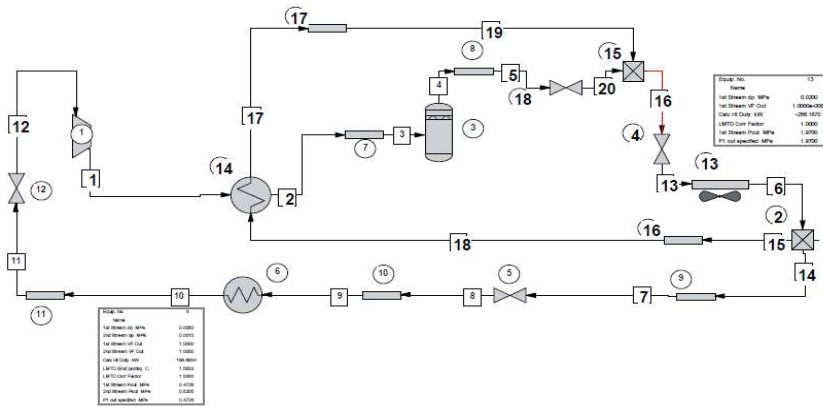 17
19
8
15
4
5
18
20
16
12
1
17
14
3
3
4
Equip. No. 13
Name
1st Stream dp MPa 0.0200
1st Stream VF Out
Calc Ht Duty kW
LMTD Corr Factor 1.0000
1st Stream Pout MPa 1.9700
P1 out specified MPa 1.9700
2
7
13
13
6
12
1
18
16
15
2
14
11
6
10
5
9
10
9
8
7
11
Equip. No. 6
Name
1st Stream dp MPa
2nd Stream dp MPa
1st Stream VF Out 1.0000
2nd Stream VF Out 1.0000
Calc Ht Duty kW
LMTD (End points) C
LMTD Corr Factor 1.0000
1st Stream Pout MPa
2nd Stream Pout MPa
P1 out specified MPa